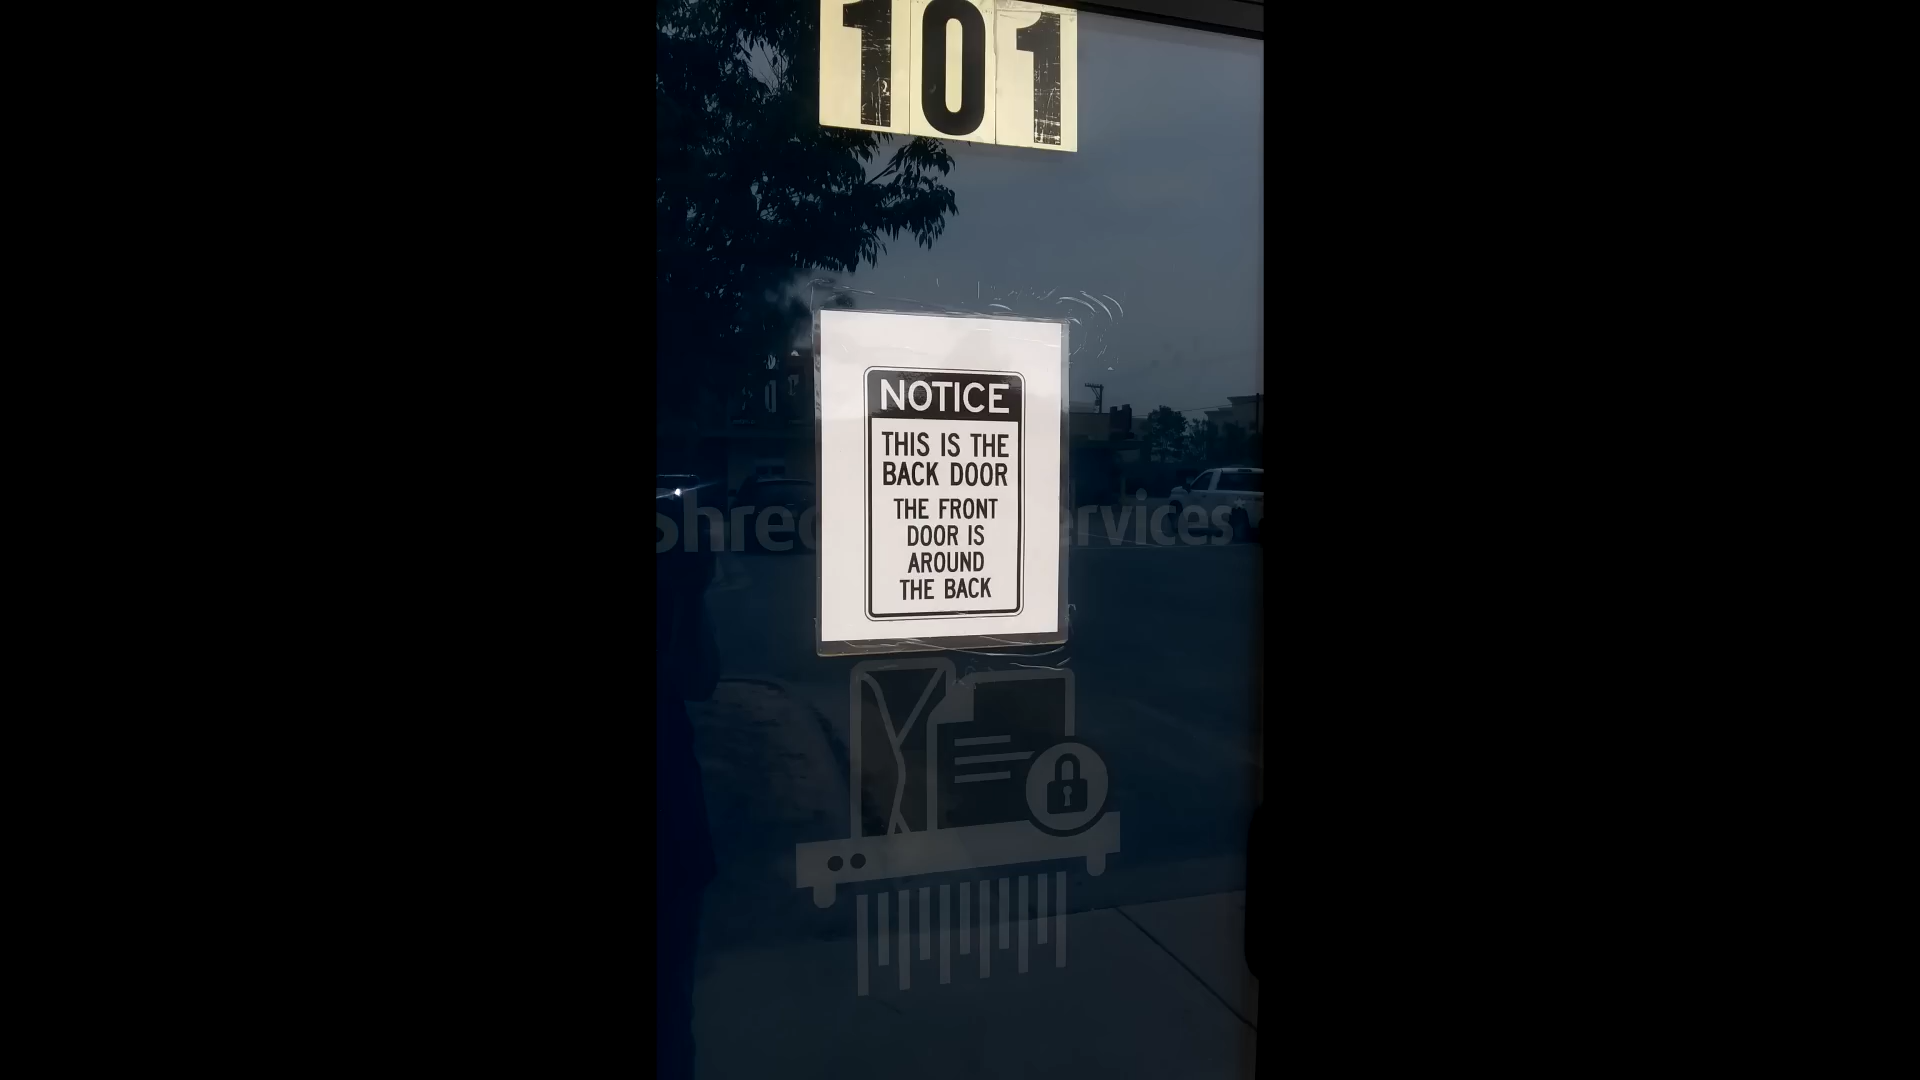 101
NOTICE
THIS IS THE
BACK DOOR
THE FRONT
DOOR IS
AROUND
THE BACK